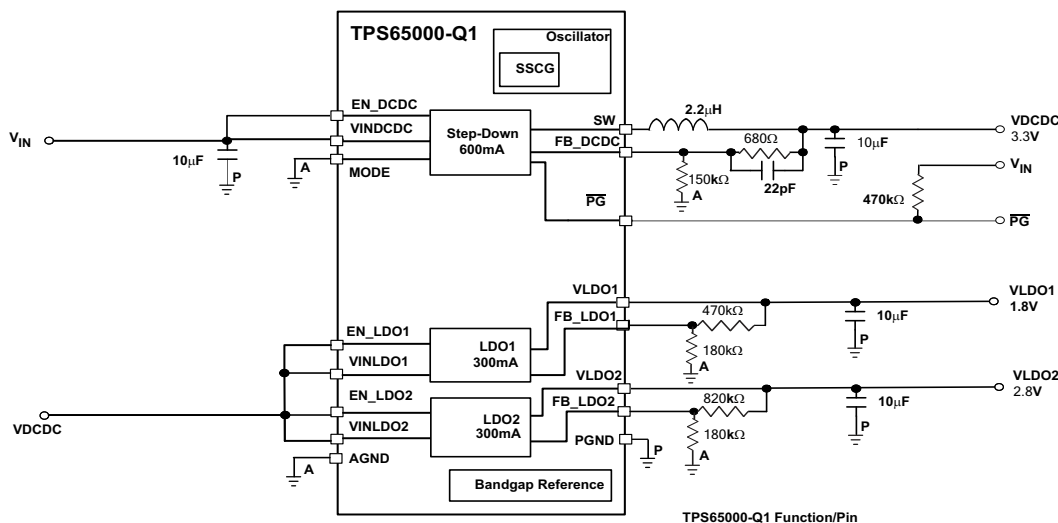 TPS65000-Q1
Oscillator
SSCG
EN_DCDC
VINDCDC
MODE
Step-Down
600mA
SW
FB_DCDC
PG
V_IN
10μF
P
A
2.2μH
680Ω
22pF
150kΩ
A
10μF
P
VDCDC
3.3V
V_IN
470kΩ
PG
VLDO1
FB_LDO1
470kΩ
180kΩ
A
10μF
P
VLDO1
1.8V
EN_LDO1
VINLDO1
LDO1
300mA
EN_LDO2
VINLDO2
LDO2
300mA
VLDO2
FB_LDO2
820kΩ
180kΩ
A
10μF
P
VLDO2
2.8V
VDCDC
A
AGND
PGND
P
Bandgap Reference
TPS65000-Q1 Function/Pin